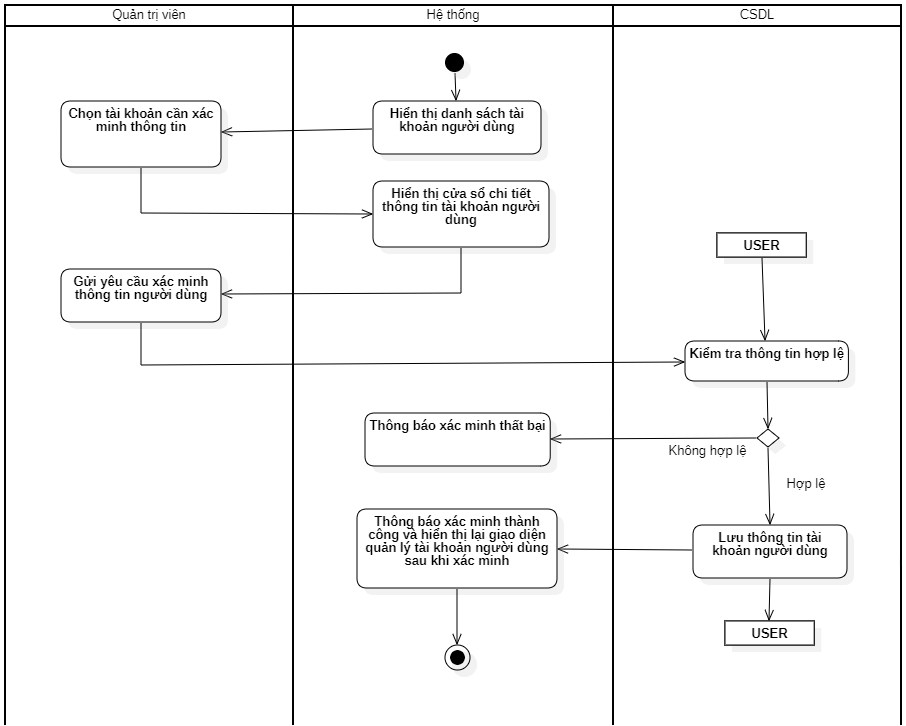 Quản trị viên
Hệ thống
CSDL
Chọn tài khoản cần xác
minh thông tin
Hiển thị danh sách tài
khoản người dùng
Hiển thị cửa sổ chi tiết
thông tin tài khoản người
dùng
USER
Gửi yêu cầu xác minh
thông tin người dùng
Kiểm tra thông tin hợp lệ
Thông báo xác minh thất bại
Không hợp lệ
Hợp lệ
Thông báo xác minh thành
công và hiển thị lại giao diện
quản lý tài khoản người dùng
sau khi xác minh
Lưu thông tin tài
khoản người dùng
USER